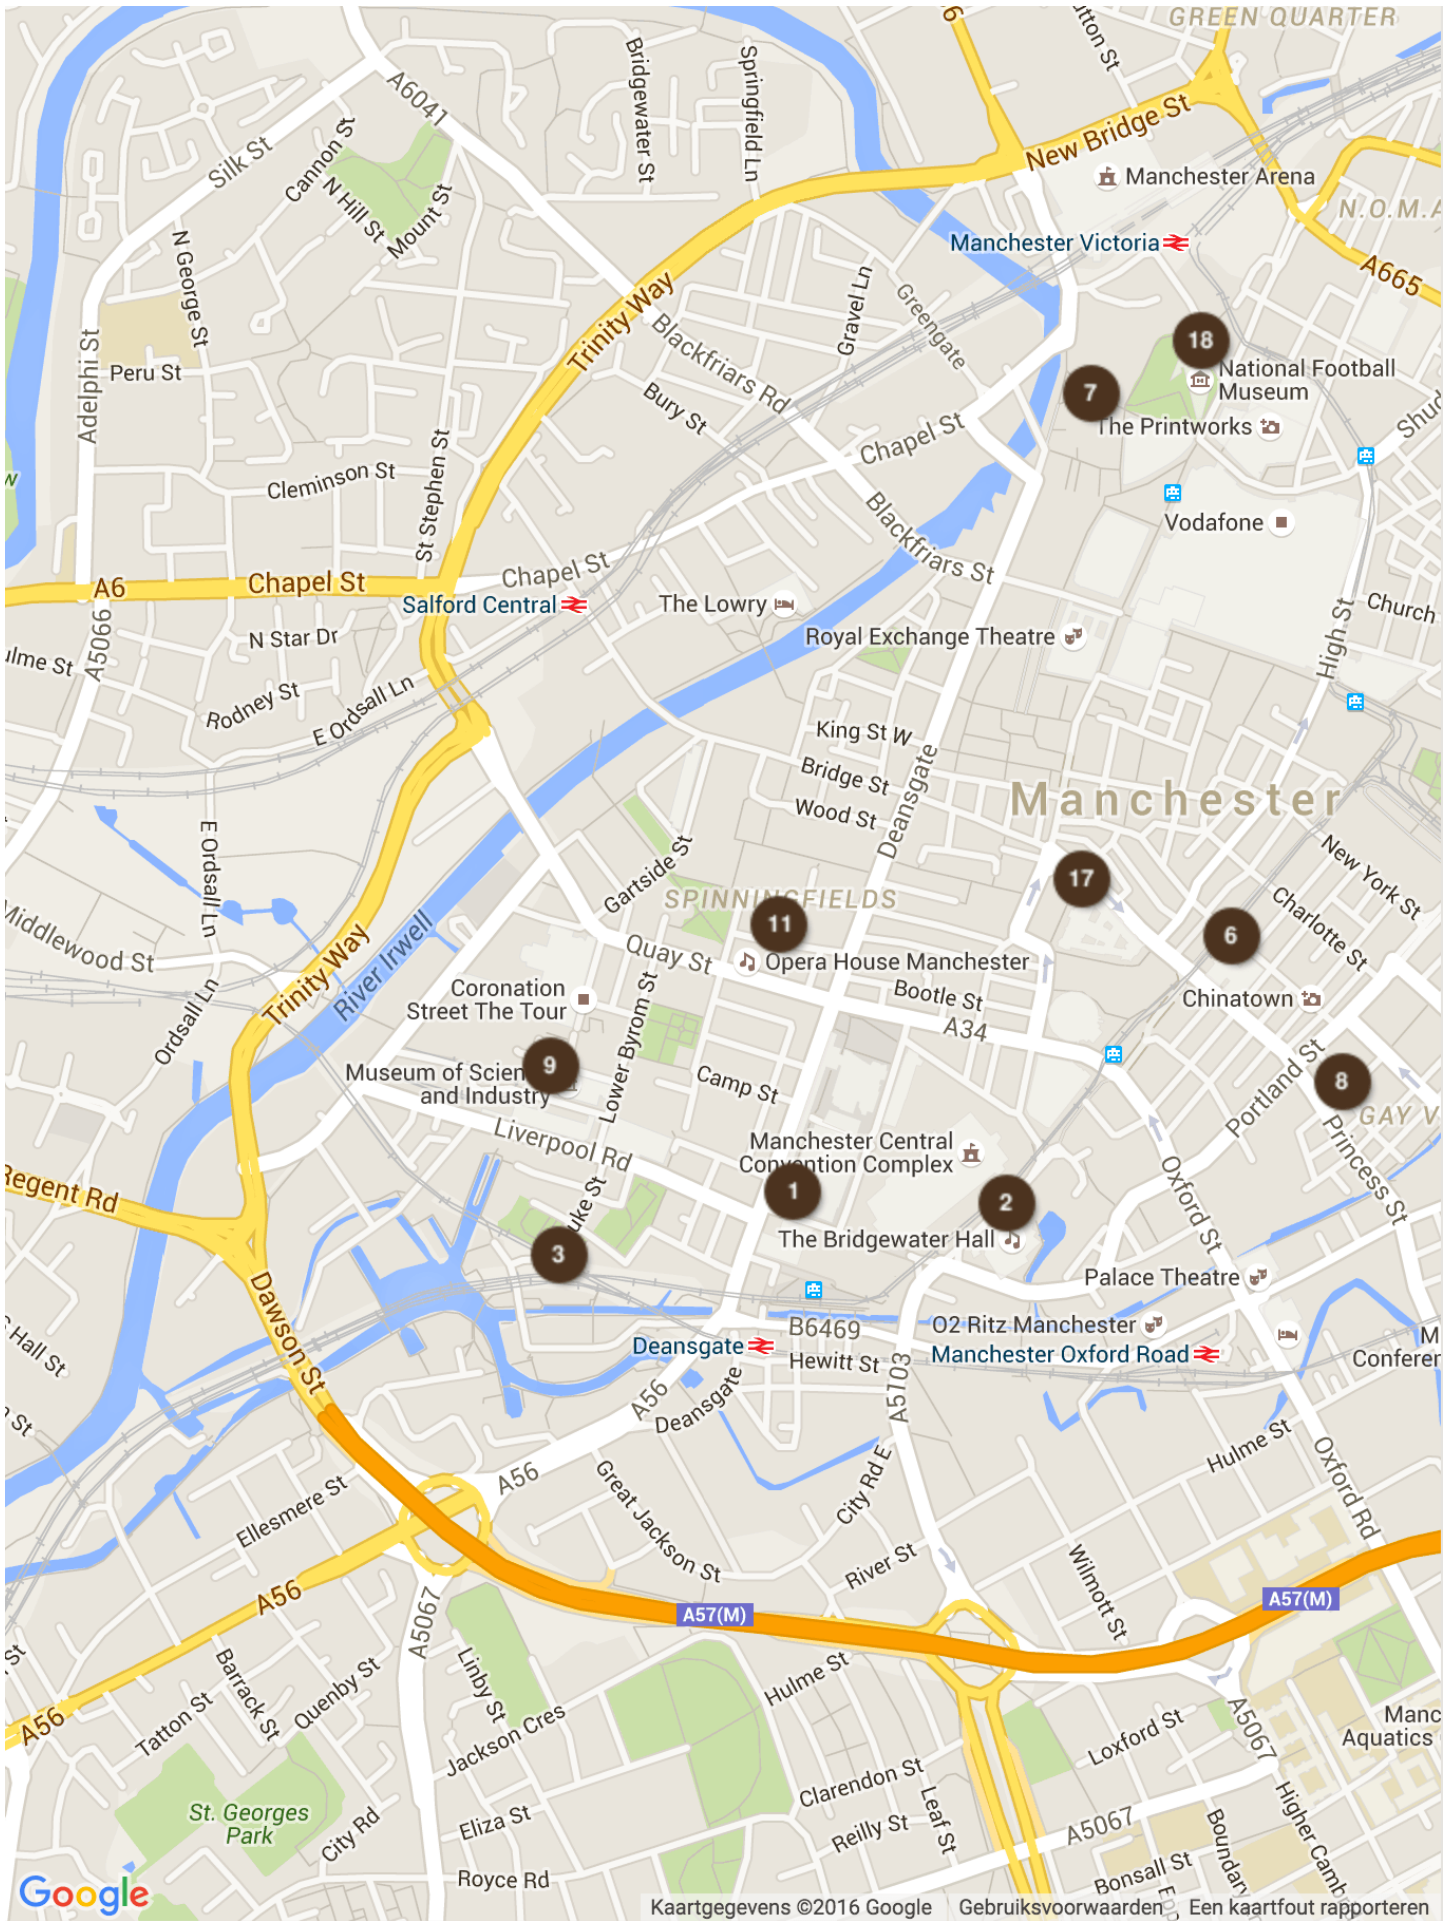 GREEN QUARTER
A6041
Bridgewater St
Springfield Ln
New Bridge St
Silk St
Cannon St
N Hill St
Mount St
Manchester Arena
N.O.M.A
Manchester Victoria
A665
N George St
Trinity Way
Gravel Ln
Greengate
Adelphi St
Peru St
Blackfriars Rd
18
National Football
Museum
7
The Printworks
Bury St
Chapel St
Cleminson St
St Stephen St
Blackfriars St
Vodafone
A6
Chapel St
Chapel St
Salford Central
The Lowry
Royal Exchange Theatre
High St
Church
N Star Dr
A5066
Rodney St
E Ordsall Ln
King St W
Bridge St
Wood St
Deansgate
Manchester
E Ordsall Ln
Gartside St
SPINNINGFIELDS
11
17
6
New York St
Charlotte St
Middlewood St
Trinity Way
River Irwell
Quay St
Opera House Manchester
Bootle St
A34
Chinatown
Ordsall Ln
Coronation
Street The Tour
Lower Byrom St
9
Museum of Scien
and Industry
Camp St
Portland St
8
GAY V
Liverpool Rd
Manchester Central
Convention Complex
1
2
Princess St
Oxford St
Regent Rd
uke St
3
The Bridgewater Hall
Palace Theatre
Dawson St
B6469
O2 Ritz Manchester
Deansgate
Hewitt St
Manchester Oxford Road
Conferen
A56
Deansgate
A5103
Hulme St
Oxford Rd
A56
Great Jackson St
City Rd E
Ellesmere St
River St
Wilmott St
A56
A5067
A57(M)
A57(M)
Linby St
Hulme St
Barrack St
Quenby St
Tatton St
A56
Jackson Cres
Loxford St
A5067
Manc
Aquatics
Clarendon St
St. Georges
Park
City Rd
Eliza St
Reilly St
Leaf St
A5067
Higher Camb
Boundary
Royce Rd
Bonsall St
Google
Kaartgegevens ©2016 Google
Gebruiksvoorwaarden
Een kaartfout rapporteren